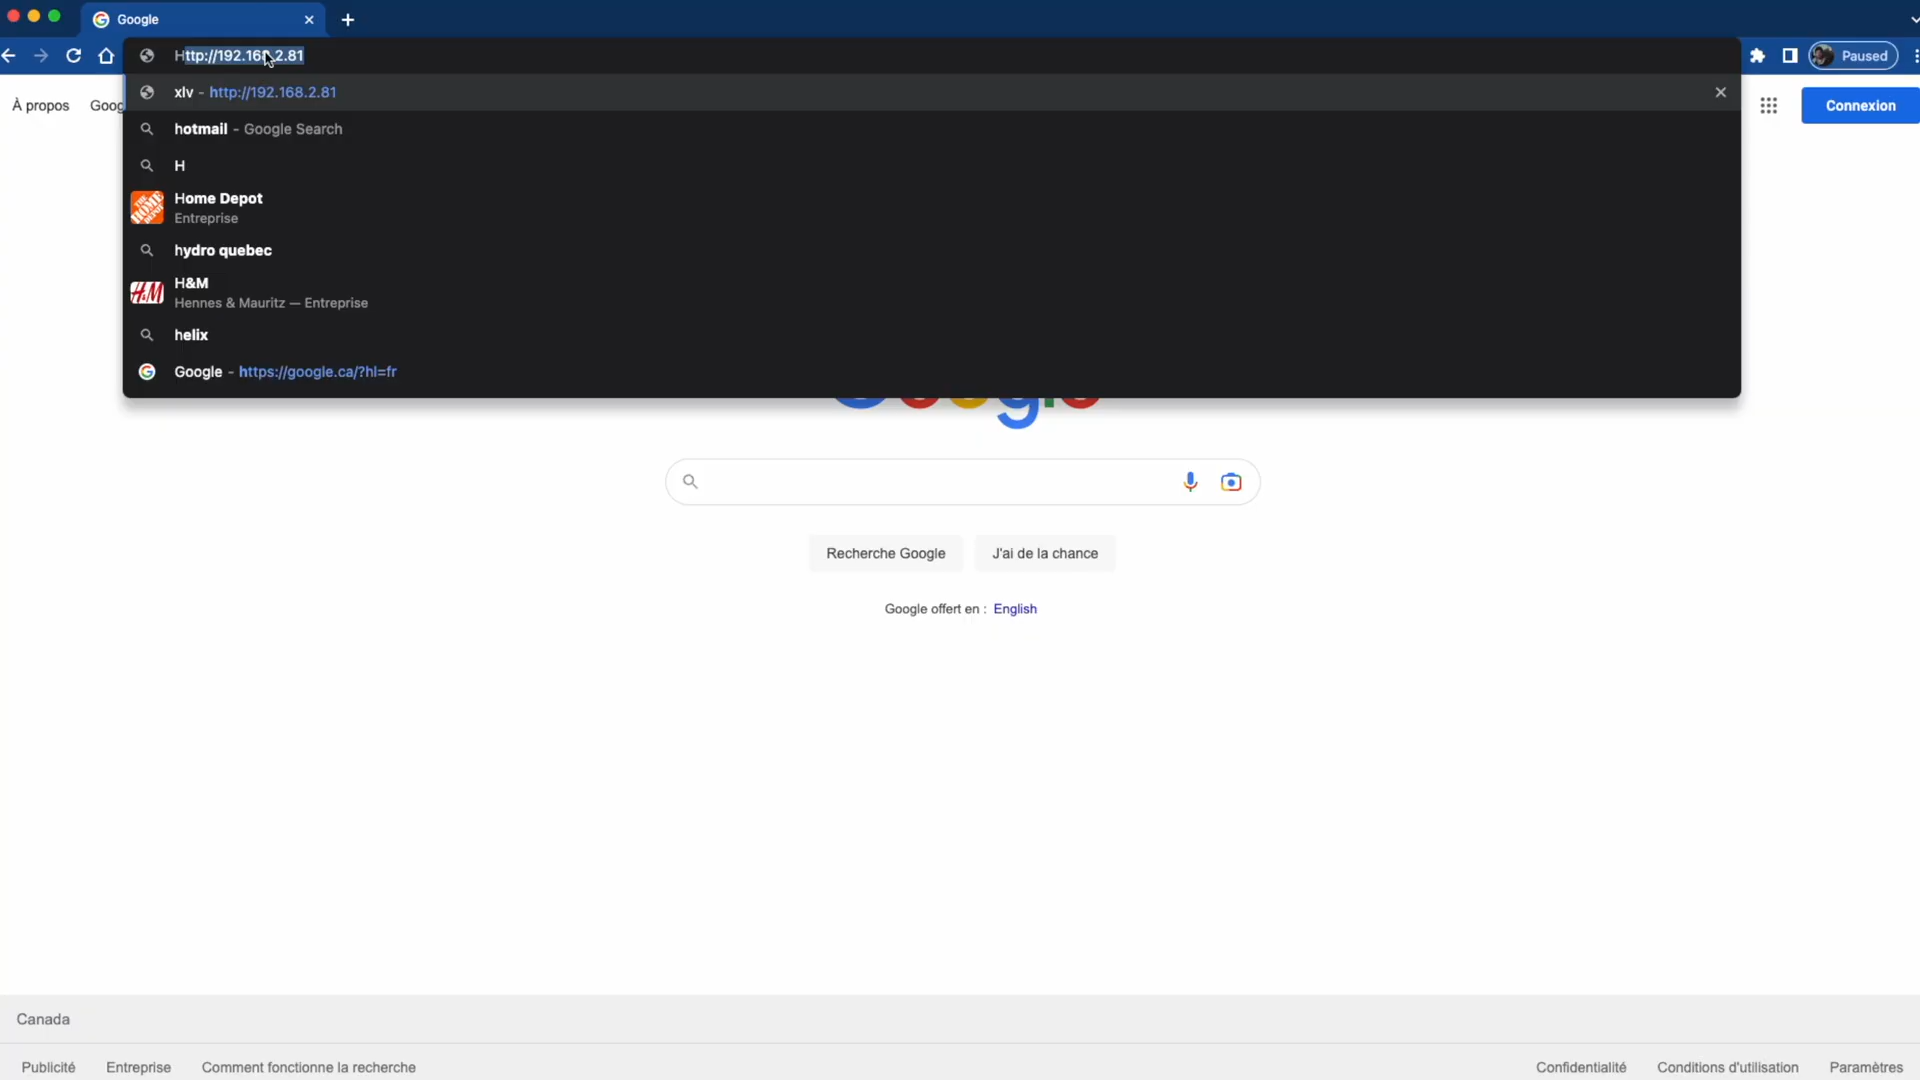 Google
Http://192.168.2.81
Paused
xlv - http://192.168.2.81
À propos
Goog
Connexion
hotmail - Google Search
H
Home Depot
Entreprise
hydro quebec
H&M
Hennes & Mauritz — Entreprise
helix
Google - https://google.ca/?hl=fr
Recherche Google
J'ai de la chance
Google offert en : English
Canada
Publicité
Entreprise
Comment fonctionne la recherche
Confidentialité
Conditions d'utilisation
Paramètres